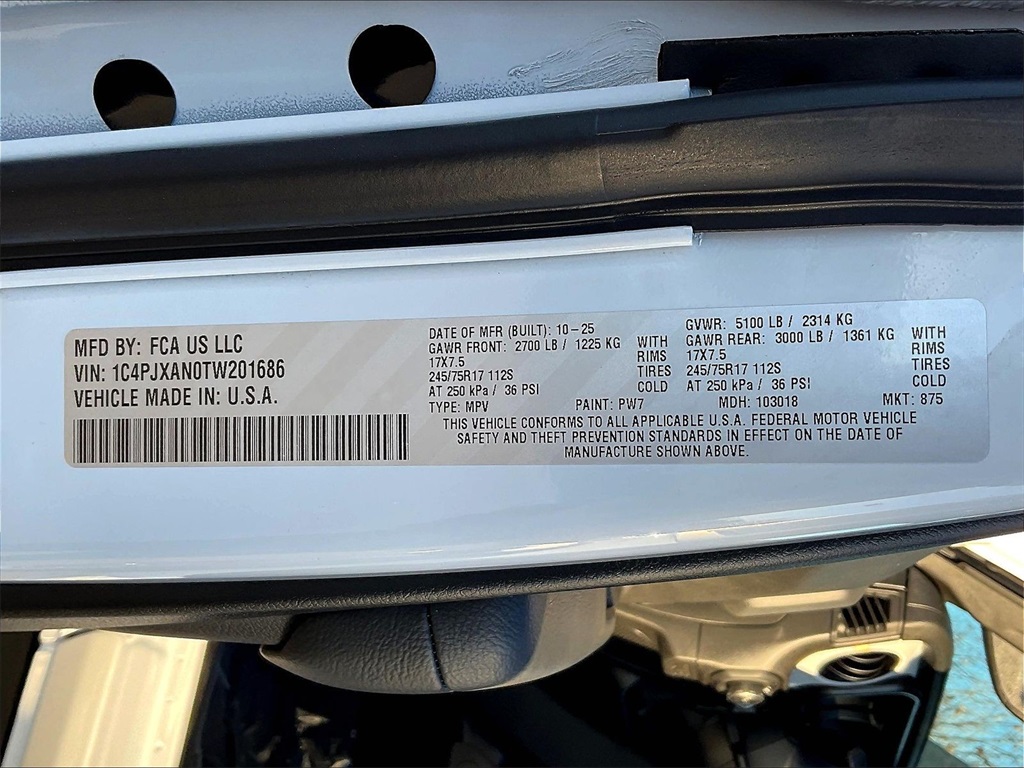 MFD BY: FCA US LLC
VIN: 1C4PJXAN0TW201686
VEHICLE MADE IN: U.S.A.
DATE OF MFR (BUILT): 10-25
GAWR FRONT: 2700 LB / 1225 KG WITH
17X7.5 RIMS
245/75R17 112S TIRES
AT 250 kPa / 36 PSI COLD
GVWR: 5100 LB / 2314 KG
GAWR REAR: 3000 LB / 1361 KG WITH
17X7.5 RIMS
245/75R17 112S TIRES
AT 250 kPa / 36 PSI COLD
TYPE: MPV PAINT: PW7 MDH: 103018 MKT: 875
THIS VEHICLE CONFORMS TO ALL APPLICABLE U.S.A. FEDERAL MOTOR VEHICLE
SAFETY AND THEFT PREVENTION STANDARDS IN EFFECT ON THE DATE OF
MANUFACTURE SHOWN ABOVE.